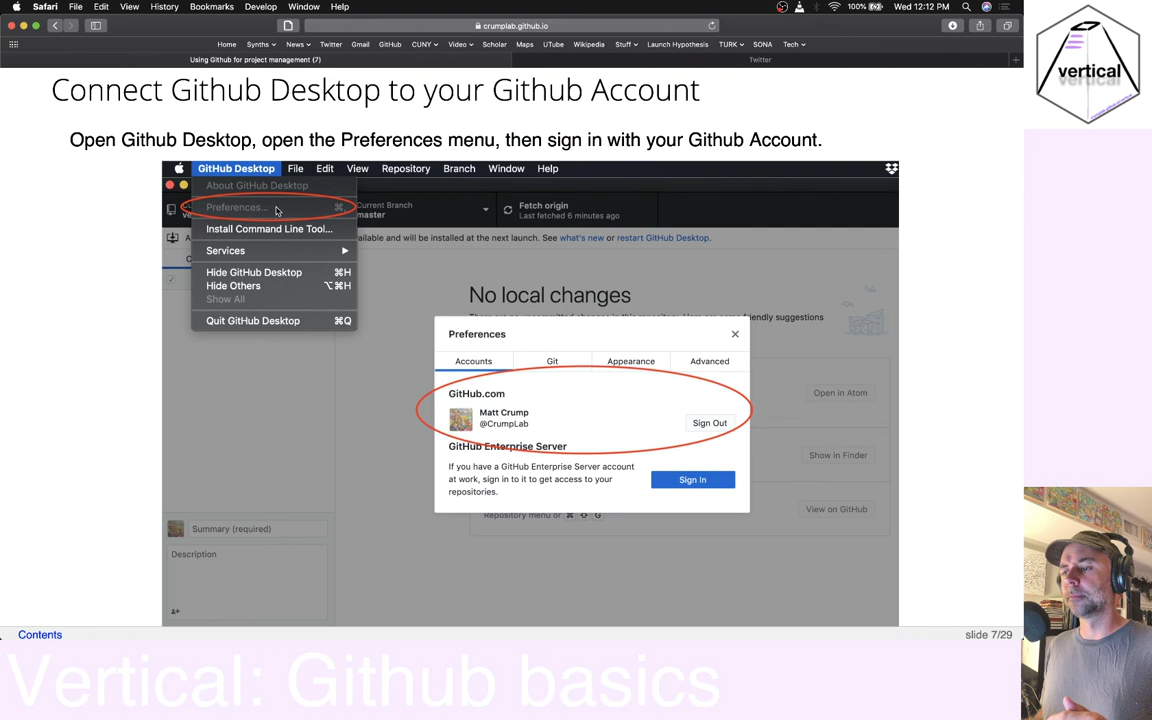 Safari File Edit View History Bookmarks Develop Window Help 100% Wed 12:12 PM
crumplab.github.io
Home Synths News Twitter Gmail GitHub CUNY Video Scholar Maps UTube Wikipedia Stuff Launch Hypothesis TURK SONA Tech
Using Github for project management (7) Twitter
vertical
Connect Github Desktop to your Github Account
Open Github Desktop, open the Preferences menu, then sign in with your Github Account.
GitHub Desktop File Edit View Repository Branch Window Help
About GitHub Desktop
Preferences... ⌘,
Install Command Line Tool...
Services
Hide GitHub Desktop ⌘H
Hide Others ⌥⌘H
Show All
Quit GitHub Desktop ⌘Q
Current Branch
master
Fetch origin
Last fetched 6 minutes ago
available and will be installed at the next launch. See what's new or restart GitHub Desktop.
No local changes
friendly suggestions
Preferences
Accounts Git Appearance Advanced
GitHub.com
Matt Crump
@CrumpLab
Sign Out
GitHub Enterprise Server
If you have a GitHub Enterprise Server account
at work, sign in to it to get access to your
repositories.
Sign In
Open in Atom
Show in Finder
View on GitHub
Repository menu or ⌘ ⇧ G
Summary (required)
Description
Contents slide 7/29
Vertical: Github basics